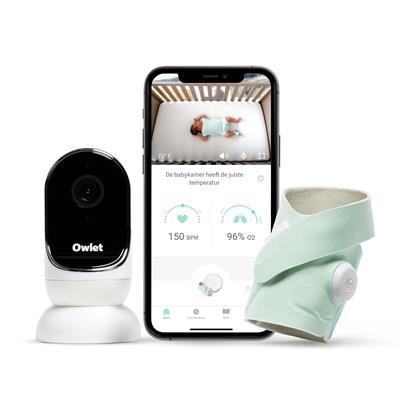 70° F
De babykamer heeft de juiste
temperatuur
150 BPM
96% O2
Owlet